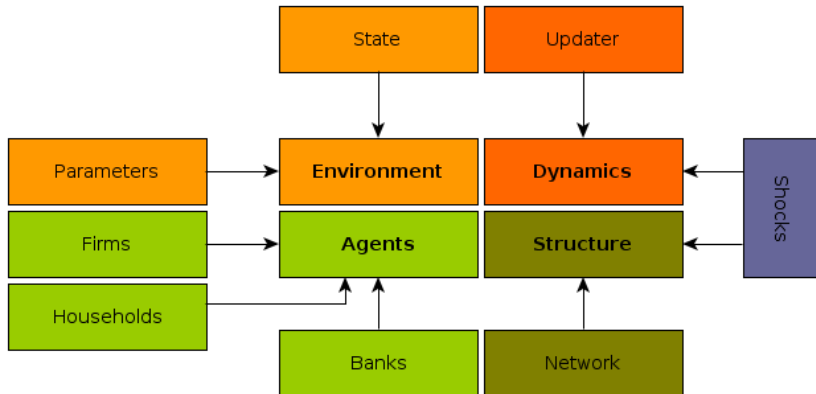 State
Updater
Parameters
Environment
Dynamics
Shocks
Firms
Agents
Structure
Households
Banks
Network